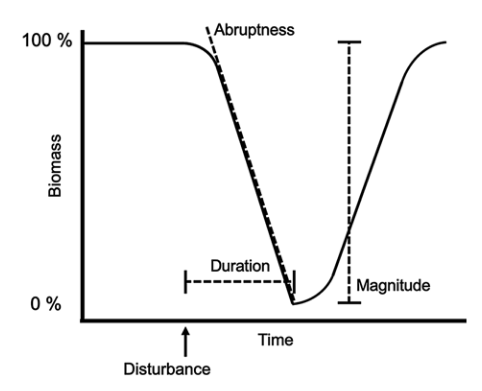 Abruptness
100 %
Biomass
Duration
Magnitude
0 %
Time
Disturbance